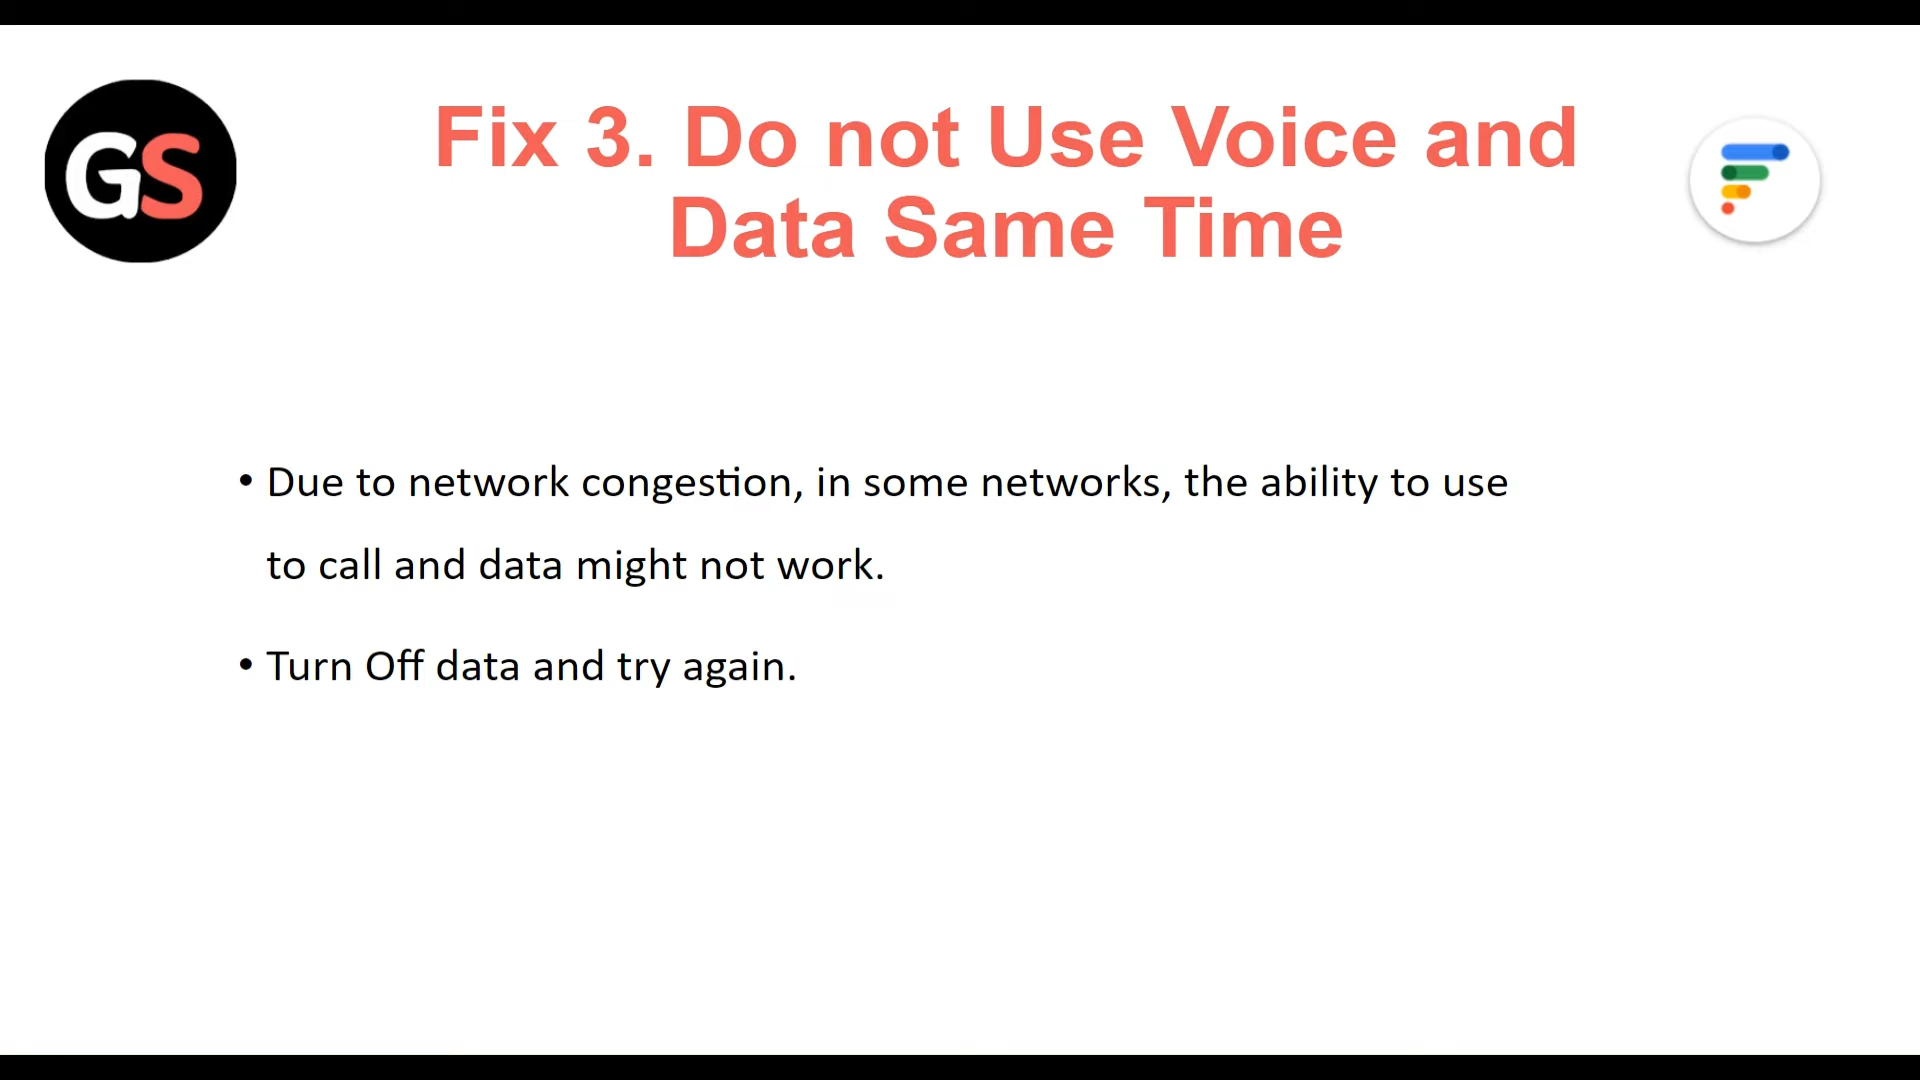 GS
Fix 3. Do not Use Voice and
Data Same Time
• Due to network congestion, in some networks, the ability to use
to call and data might not work.
• Turn Off data and try again.